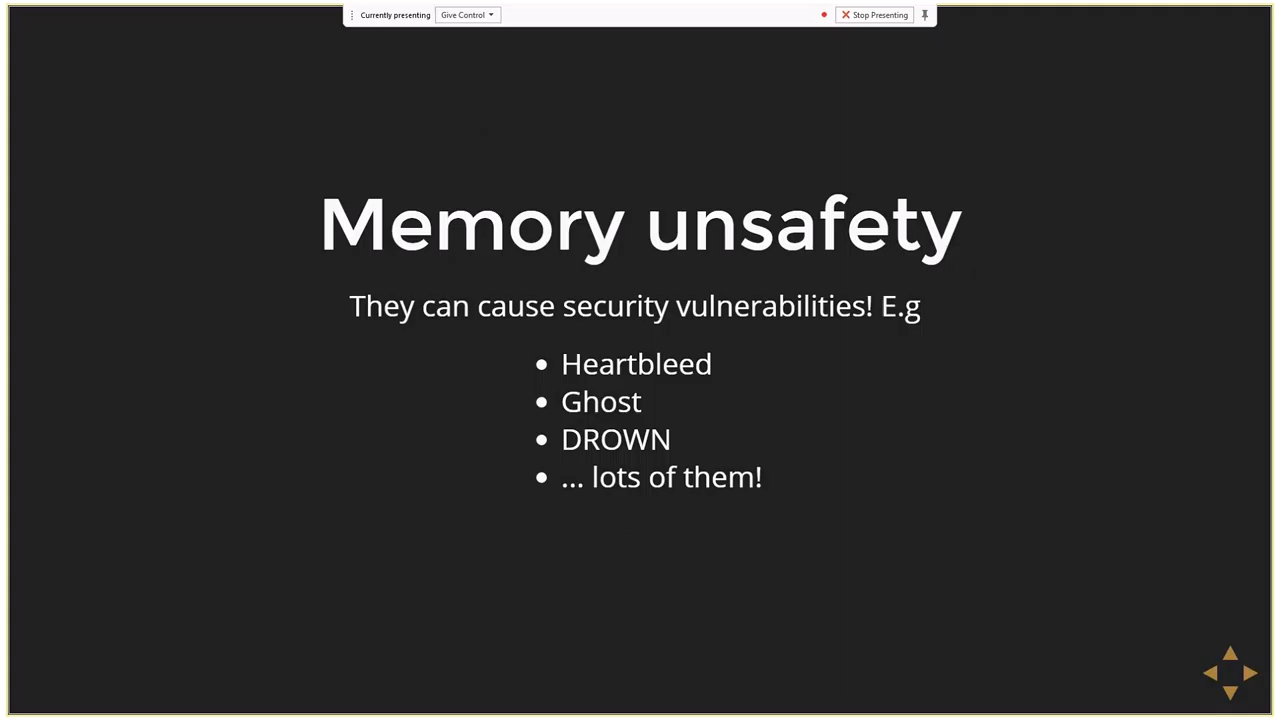 Currently presenting Give Control Stop Presenting
Memory unsafety
They can cause security vulnerabilities! E.g
• Heartbleed
• Ghost
• DROWN
• ... lots of them!